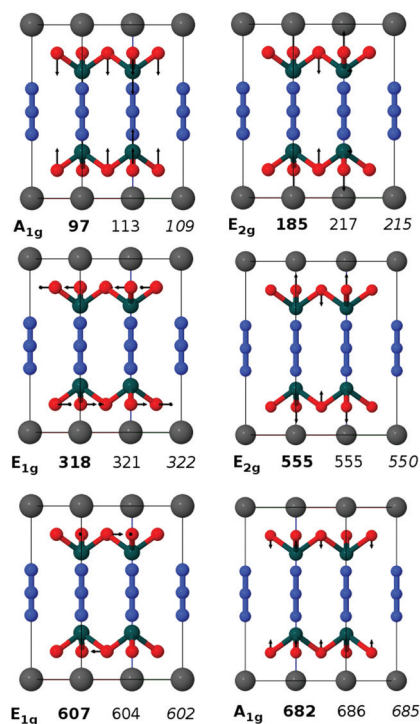 A1g 97 113 109
E2g 185 217 215
E1g 318 321 322
E2g 555 555 550
E1g 607 604 602
A1g 682 686 685